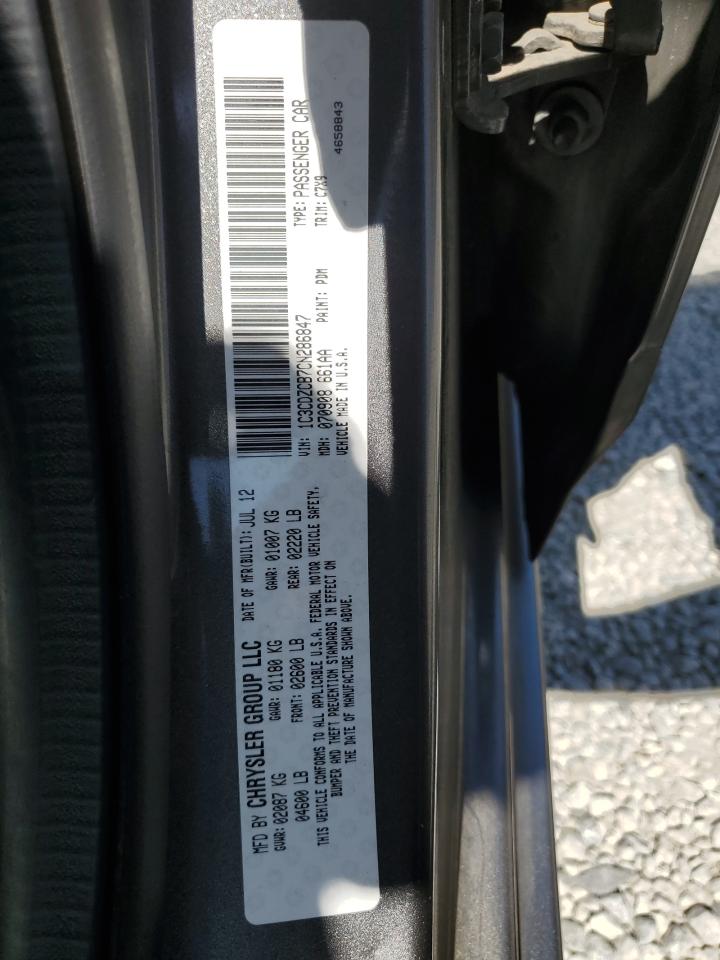 MFD BY CHRYSLER GROUP LLC
DATE OF MFR(BUILT): JUL 12
GVWR: 02087 KG
GAWR: 01180 KG
GAWR: 01007 KG
04600 LB
FRONT: 02600 LB
REAR: 02220 LB
THIS VEHICLE CONFORMS TO ALL APPLICABLE U.S.A. FEDERAL MOTOR VEHICLE SAFETY,
BUMPER AND THEFT PREVENTION STANDARDS IN EFFECT ON
THE DATE OF MANUFACTURE SHOWN ABOVE.
VIN: 1C3CDZCB7CN286847
TYPE: PASSENGER CAR
MDH: 070908 661AA
PAINT: PDM
TRIM: C7X9
VEHICLE MADE IN U.S.A.
4658843